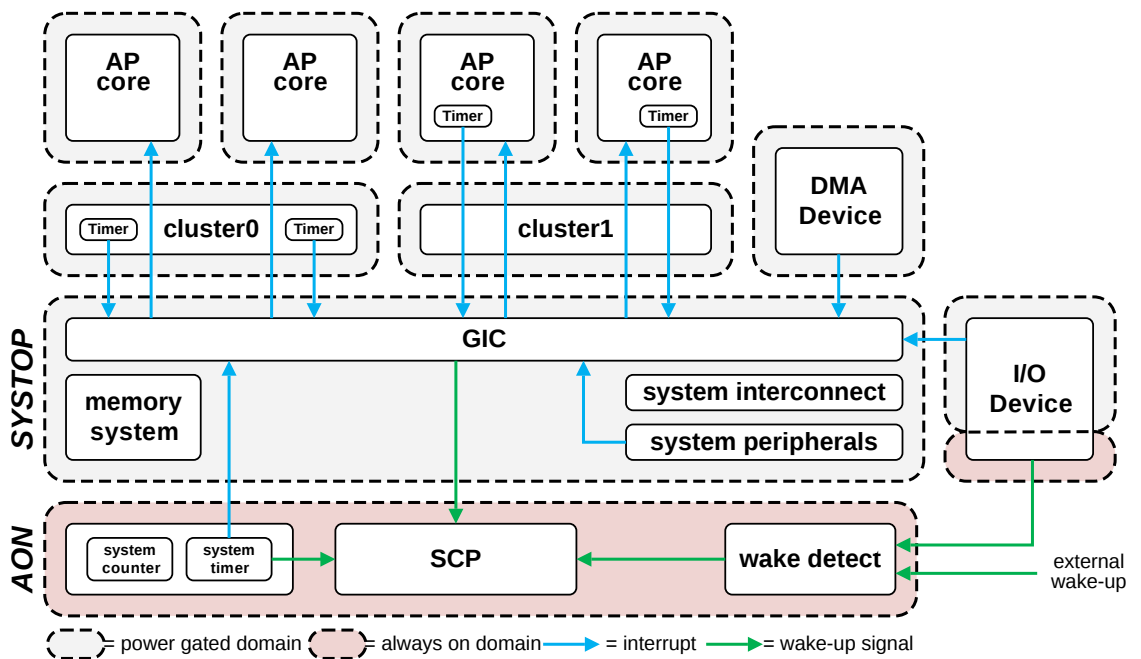 AP
core
AP
core
AP
core
Timer
AP
core
Timer
DMA
Device
Timer
cluster0
Timer
cluster1
SYSTOP
GIC
memory
system
system interconnect
system peripherals
I/O
Device
AON
system
counter
system
timer
SCP
wake detect
external
wake-up
= power gated domain
= always on domain
= interrupt
= wake-up signal